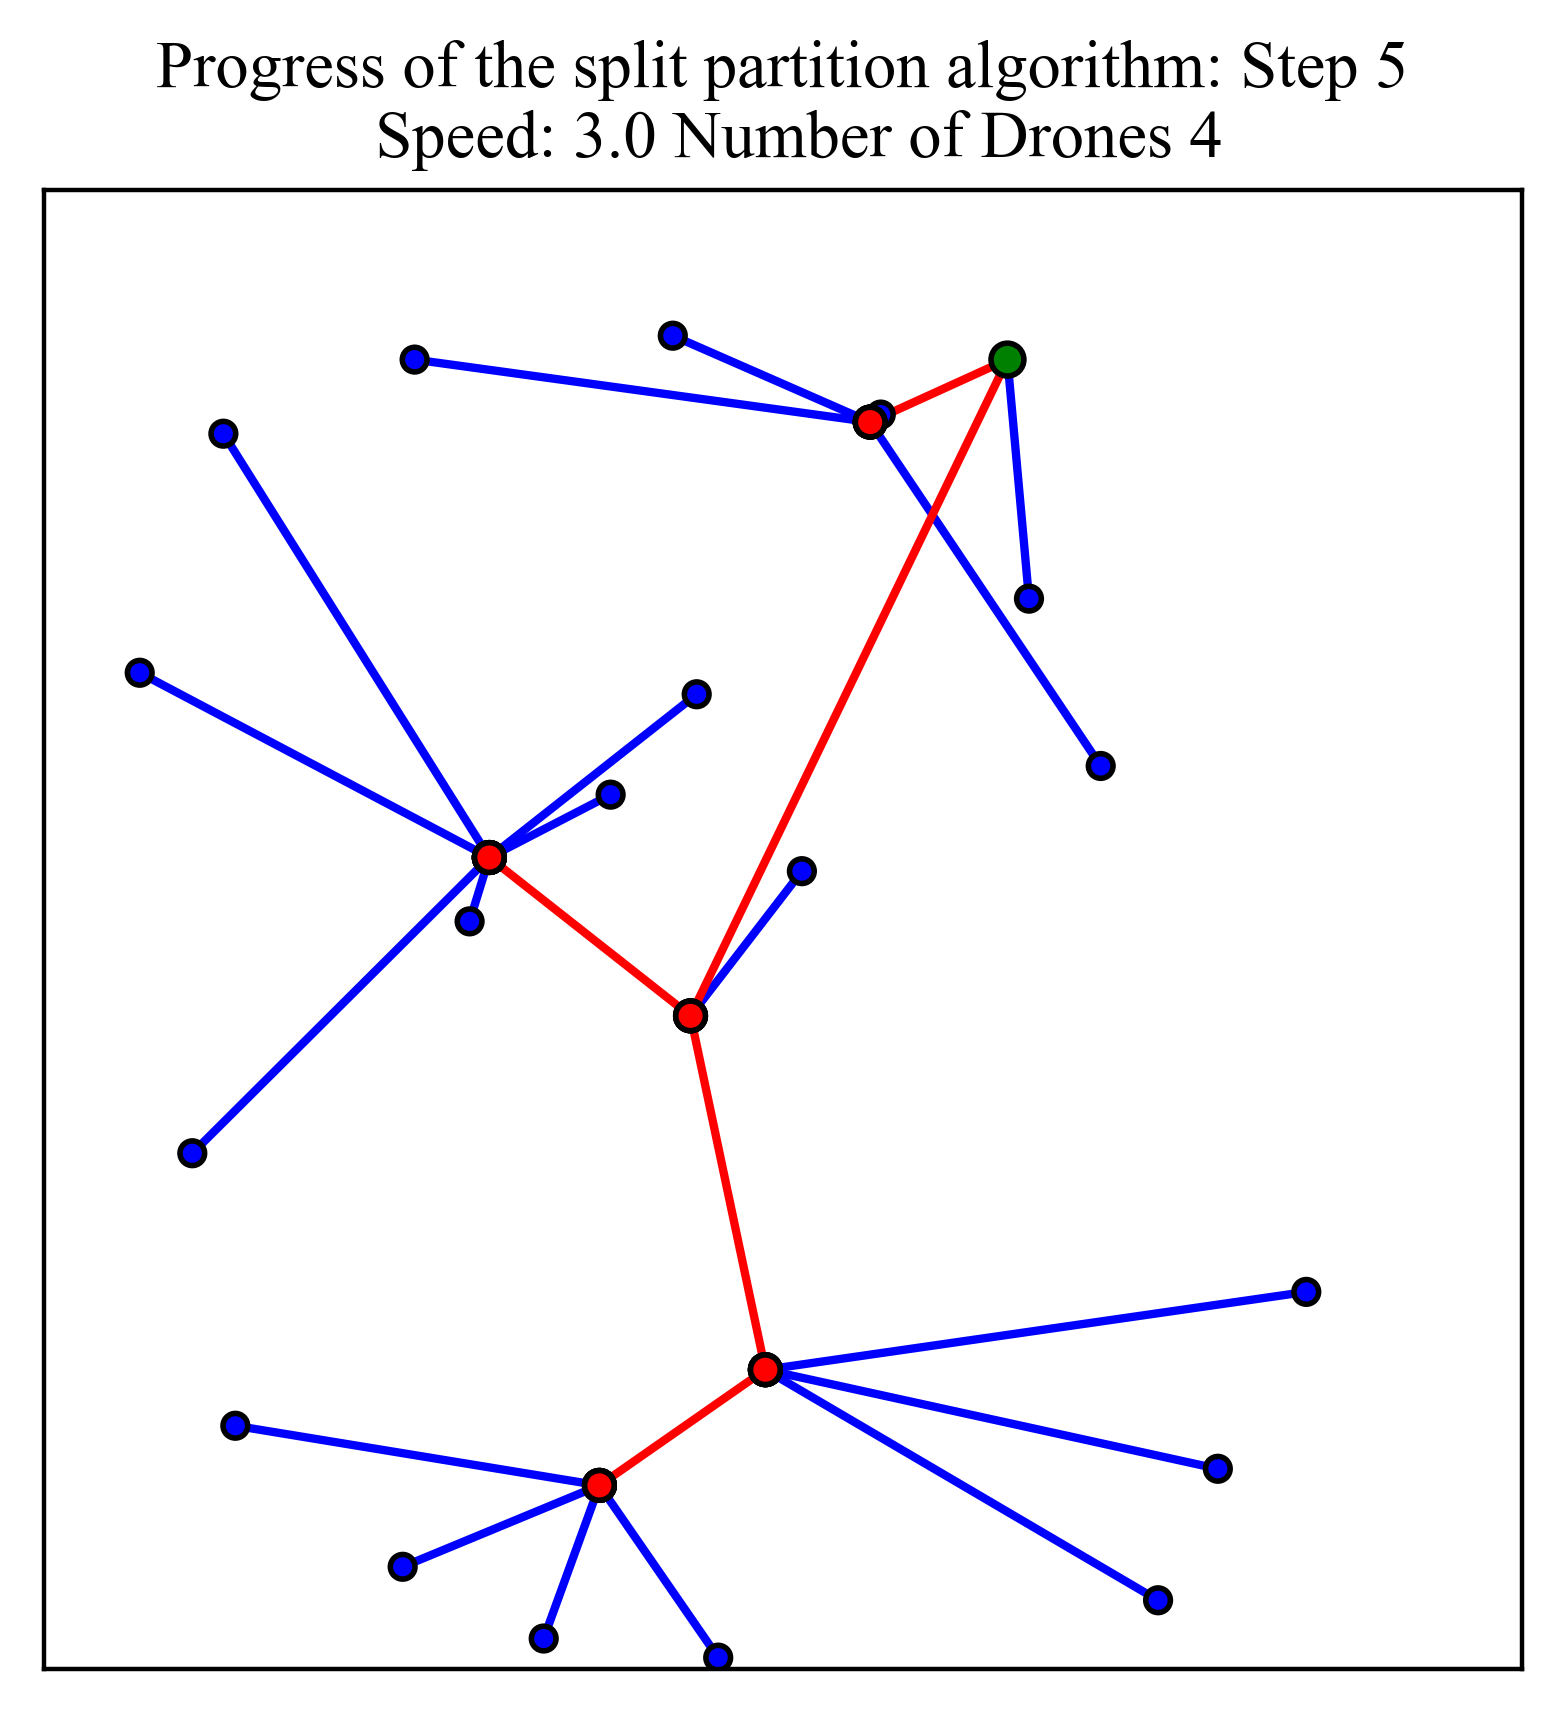 Progress of the split partition algorithm: Step 5
Speed: 3.0 Number of Drones 4